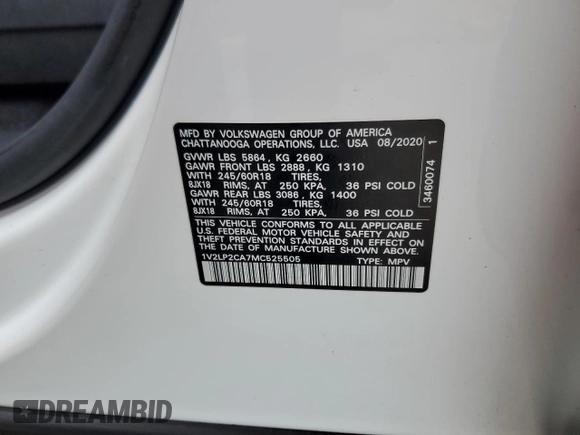 MFD BY VOLKSWAGEN GROUP OF AMERICA
CHATTANOOGA OPERATIONS, LLC. USA 08/2020
GVWR LBS 5864, KG 2660
GAWR FRONT LBS 2888, KG 1310
WITH 245/60R18 TIRES,
8JX18 RIMS, AT 250 KPA, 36 PSI COLD
GAWR REAR LBS 3086, KG 1400
WITH 245/60R18 TIRES,
8JX18 RIMS, AT 250 KPA, 36 PSI COLD
THIS VEHICLE CONFORMS TO ALL APPLICABLE
U.S. FEDERAL MOTOR VEHICLE SAFETY AND
THEFT PREVENTION STANDARDS IN EFFECT ON THE
DATE OF MANUFACTURE SHOWN ABOVE.
1V2LP2CA7MC525505 TYPE: MPV
3460074 1
DREAMBID